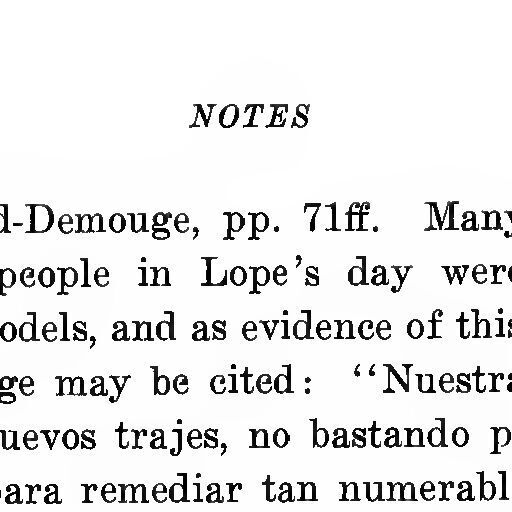 NOTES
d-Demouge, pp. 71ff. Many
people in Lope's day were
odels, and as evidence of this
ge may be cited: ‘‘Nuestra
uevos trajes, no bastando p
para remediar tan numerabl